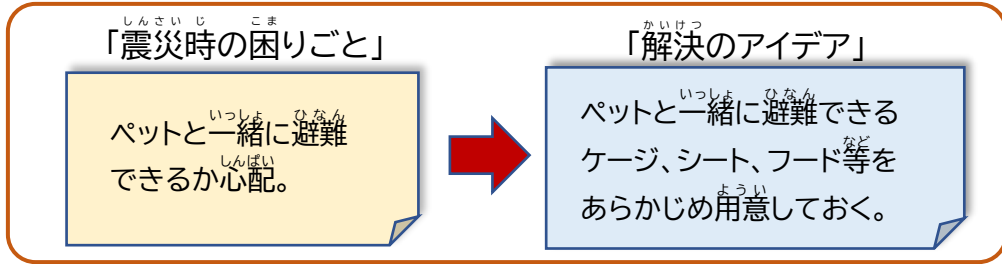 「震災時の困りごと」
ペットと一緒に避難
できるか心配。
「解決のアイデア」
ペットと一緒に避難できる
ケージ、シート、フード等を
あらかじめ用意しておく。